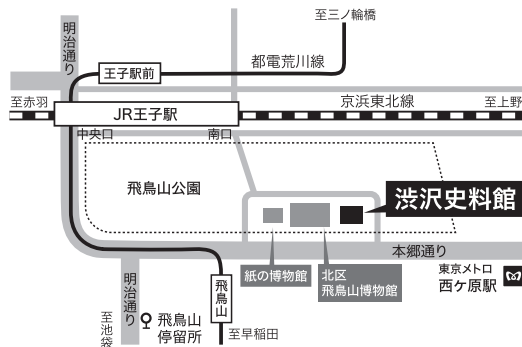 至三ノ輪橋
明治通り
都電荒川線
王子駅前
至赤羽
京浜東北線
至上野
JR王子駅
中央口
南口
飛鳥山公園
渋沢史料館
本郷通り
紙の博物館
北区
飛鳥山博物館
東京メトロ
西ケ原駅
明治通り
飛鳥山
至池袋
飛鳥山
停留所
至早稲田